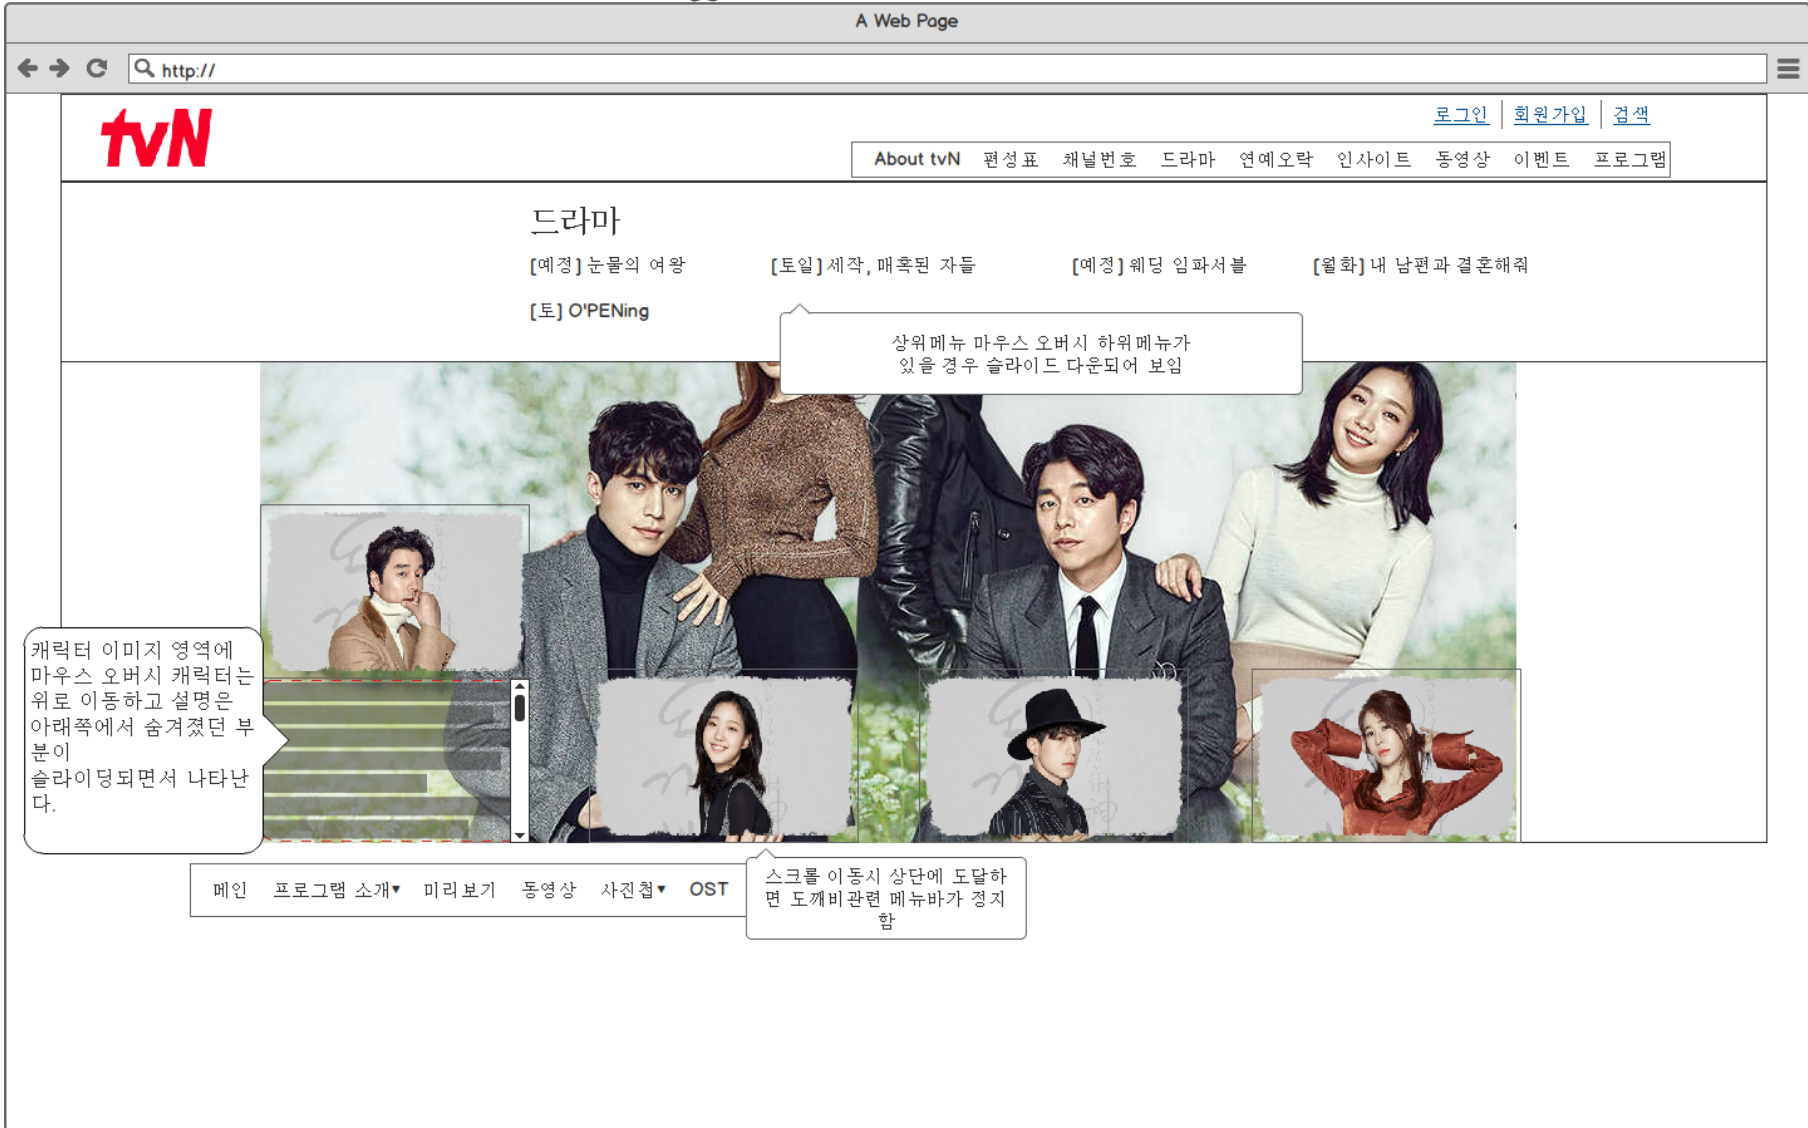 A Web Page
http://
tvN
로그인 회원가입 검색
About tvN 편성표 채널번호 드라마 연예오락 인사이트 동영상 이벤트 프로그램
드라마
[예정] 눈물의 여왕 [토일]세작, 매혹된 자들 [예정]웨딩 임파서블 [월화] 내 남편과 결혼해줘
[토] O'PENing
상위메뉴 마우스 오버시 하위메뉴가
있을 경우 슬라이드 다운되어 보임
캐릭터 이미지 영역에
마우스 오버시 캐릭터는
위로 이동하고 설명은
아래쪽에서 숨겨졌던 부
분이
슬라이딩되면서 나타난
다.
메인 프로그램 소개▾ 미리보기 동영상 사진첩▾ OST
스크롤 이동시 상단에 도달하
면 도깨비관련 메뉴바가 정지
함